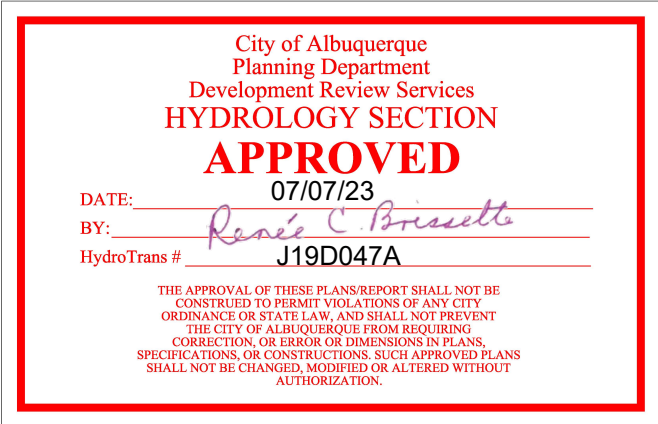 City of Albuquerque
Planning Department
Development Review Services
HYDROLOGY SECTION
APPROVED
DATE: 07/07/23
BY: Renée C. Brissette
HydroTrans # J19D047A
THE APPROVAL OF THESE PLANS/REPORT SHALL NOT BE
CONSTRUED TO PERMIT VIOLATIONS OF ANY CITY
ORDINANCE OR STATE LAW, AND SHALL NOT PREVENT
THE CITY OF ALBUQUERQUE FROM REQUIRING
CORRECTION, OR ERROR OR DIMENSIONS IN PLANS,
SPECIFICATIONS, OR CONSTRUCTIONS. SUCH APPROVED PLANS
SHALL NOT BE CHANGED, MODIFIED OR ALTERED WITHOUT
AUTHORIZATION.